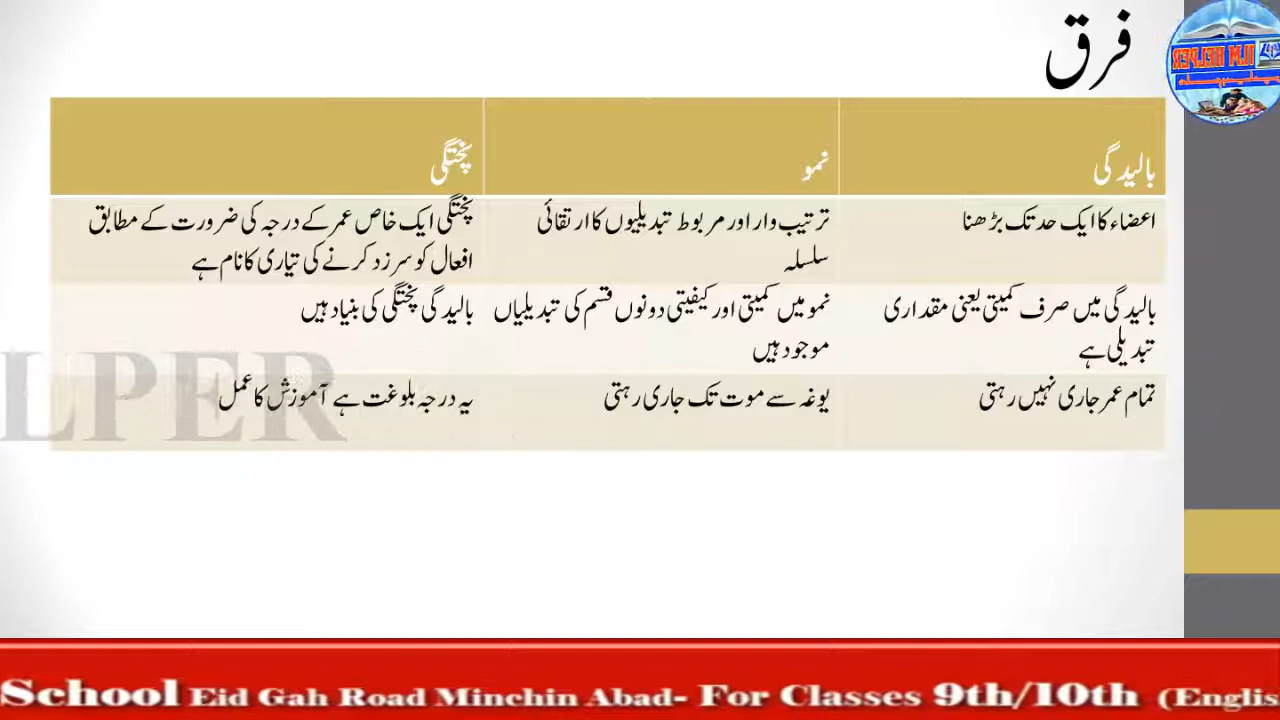 فرق
ILM HELPER
بالیدگی
نمو
پختگی
اعضاء کا ایک حد تک بڑھنا
ترتیب وار اور مربوط تبدیلیوں کا ارتقائی
سلسلہ
پختگی ایک خاص عمر کے درجہ کی ضرورت کے مطابق
افعال کو سرزد کرنے کی تیاری کا نام ہے
بالیدگی میں صرف کمیتی یعنی مقداری
تبدیلی ہے
نمو میں کمیتی اور کیفیتی دونوں قسم کی تبدیلیاں
موجود ہیں
بالیدگی پختگی کی بنیاد ہیں
تمام عمر جاری نہیں رہتی
یوغہ سے موت تک جاری رہتی
یہ درجہ بلوغت ہے آموزش کا عمل
LPER
School Eid Gah Road Minchin Abad- For Classes 9th/10th (Englis